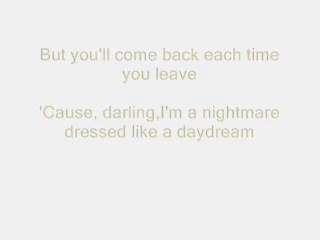 But you'll come back each time
you leave
'Cause, darling,I'm a nightmare
dressed like a daydream